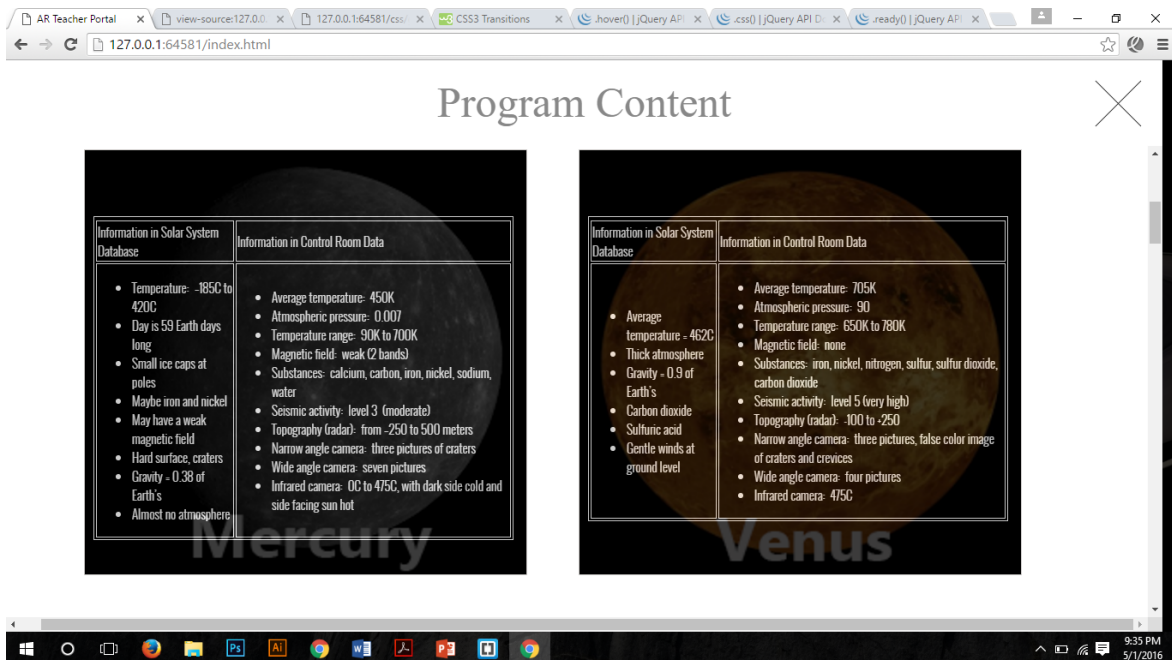 AR Teacher Portal
view-source:127.0.0.
127.0.0.1:64581/css/
CSS3 Transitions
.hover() | jQuery API
.css() | jQuery API Do
.ready() | jQuery API
127.0.0.1:64581/index.html
Program Content
Information in Solar System
Database
Information in Control Room Data
• Temperature: -185C to
420C
• Day is 59 Earth days
long
• Small ice caps at
poles
• Maybe iron and nickel
• May have a weak
magnetic field
• Hard surface, craters
• Gravity = 0.38 of
Earth's
• Almost no atmosphere
• Average temperature: 450K
• Atmospheric pressure: 0.007
• Temperature range: 90K to 700K
• Magnetic field: weak (2 bands)
• Substances: calcium, carbon, iron, nickel, sodium,
water
• Seismic activity: level 3 (moderate)
• Topography (radar): from -250 to 500 meters
• Narrow angle camera: three pictures of craters
• Wide angle camera: seven pictures
• Infrared camera: 0C to 475C, with dark side cold and
side facing sun hot
Mercury
Information in Solar System
Database
Information in Control Room Data
• Average
temperature = 462C
• Thick atmosphere
• Gravity = 0.9 of
Earth's
• Carbon dioxide
• Sulfuric acid
• Gentle winds at
ground level
• Average temperature: 705K
• Atmospheric pressure: 90
• Temperature range: 650K to 780K
• Magnetic field: none
• Substances: iron, nickel, nitrogen, sulfur, sulfur dioxide,
carbon dioxide
• Seismic activity: level 5 (very high)
• Topography (radar): -100 to +250
• Narrow angle camera: three pictures, false color image
of craters and crevices
• Wide angle camera: four pictures
• Infrared camera: 475C
Venus
9:35 PM
5/1/2016